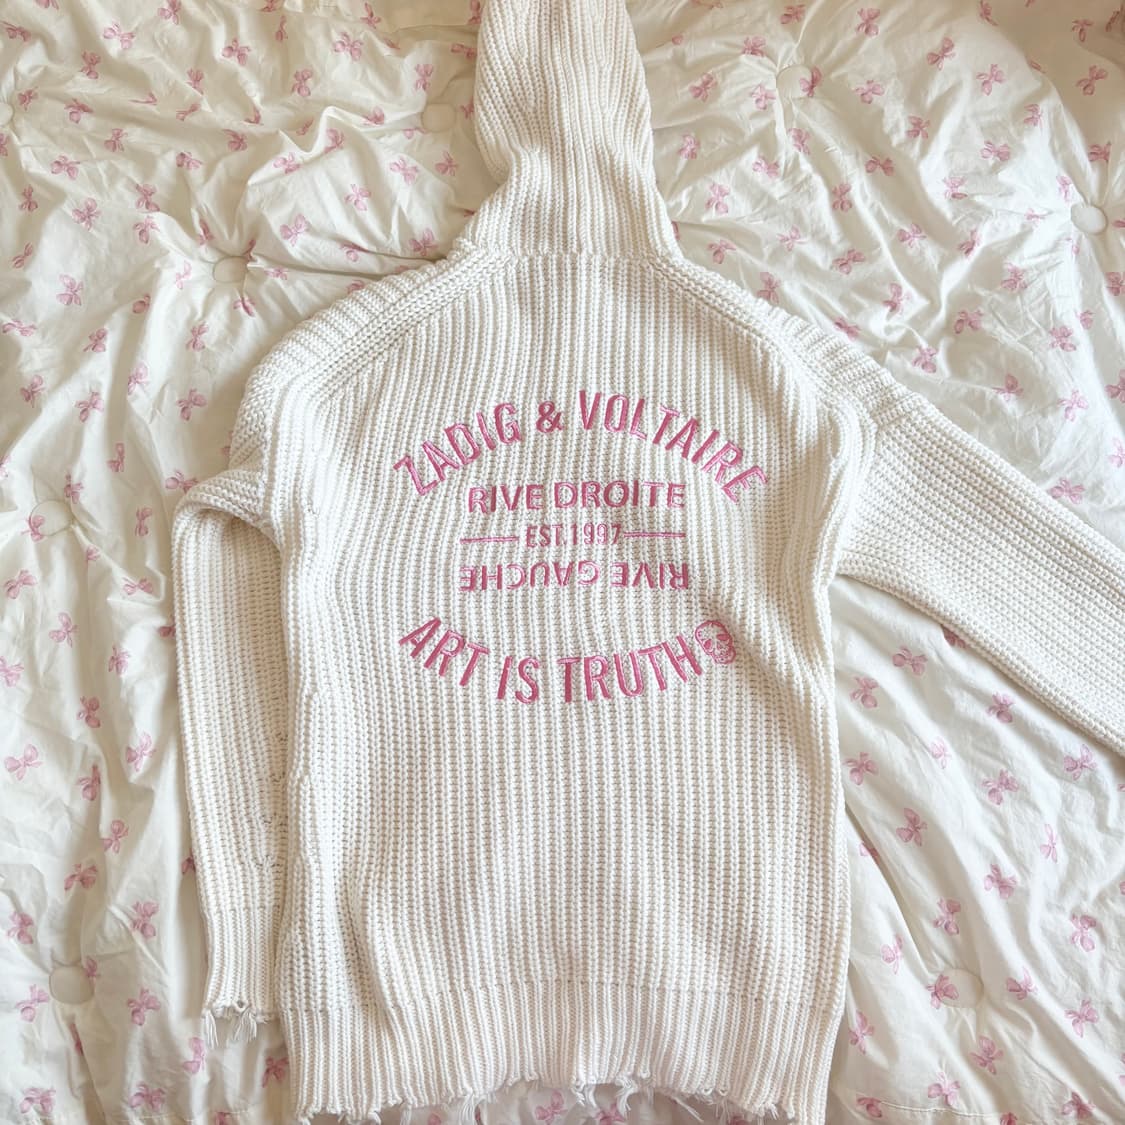 ZADIG & VOLTAIRE
RIVE DROITE
EST.1997
RIVE GAUCHE
ART IS TRUTH